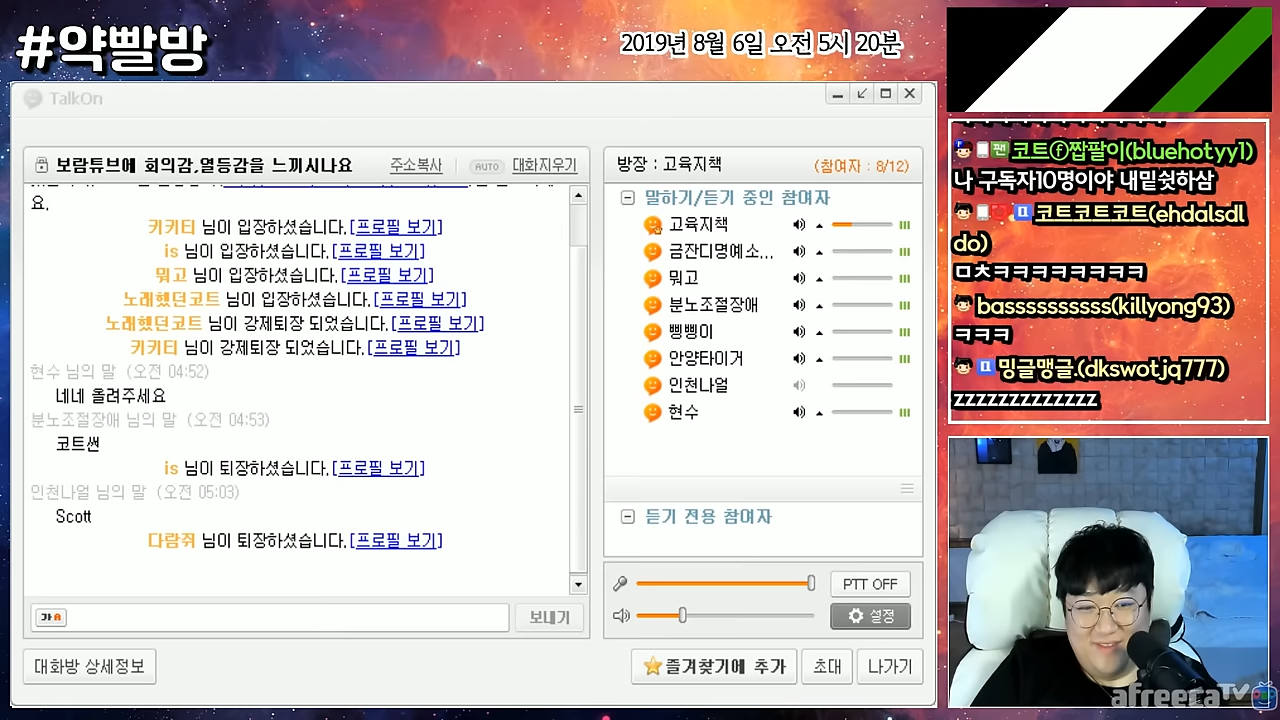 #약빨방
2019년 8월 6일 오전 5시 20분
TalkOn
보람튜브에 회의감,열등감을 느끼시나요
주소복사
AUTO
대화지우기
요.
키키티 님이 입장하셨습니다.[프로필 보기]
is 님이 입장하셨습니다.[프로필 보기]
뭐고 님이 입장하셨습니다.[프로필 보기]
노래했던코트 님이 입장하셨습니다.[프로필 보기]
노래했던코트 님이 강제퇴장 되었습니다.[프로필 보기]
키키티 님이 강제퇴장 되었습니다.[프로필 보기]
현수 님의 말 (오전 04:52)
네네 올려주세요
분노조절장애 님의 말 (오전 04:53)
코트쎈
is 님이 퇴장하셨습니다.[프로필 보기]
인천나얼 님의 말 (오전 05:03)
Scott
다람쥐 님이 퇴장하셨습니다.[프로필 보기]
가A
보내기
대화방 상세정보
방장 : 고육지책
(참여자 : 8/12)
말하기/듣기 중인 참여자
고육지책
금잔디명예소...
뭐고
분노조절장애
삥삥이
안양타이거
인천나얼
현수
듣기 전용 참여자
PTT OFF
설정
즐겨찾기에 추가
초대
나가기
팬 코트ⓕ짭팔이(bluehotyy1)
나 구독자10명이야 내밑쉿하삼
코트코트코트(ehdalsdl
do)
ㅁㅊㅋㅋㅋㅋㅋㅋㅋㅋㅋ
basssssssssss(killyong93)
ㅋㅋㅋ
밍글맹글.(dkswotjq777)
zzzzzzzzzzzzz
afreecaTV